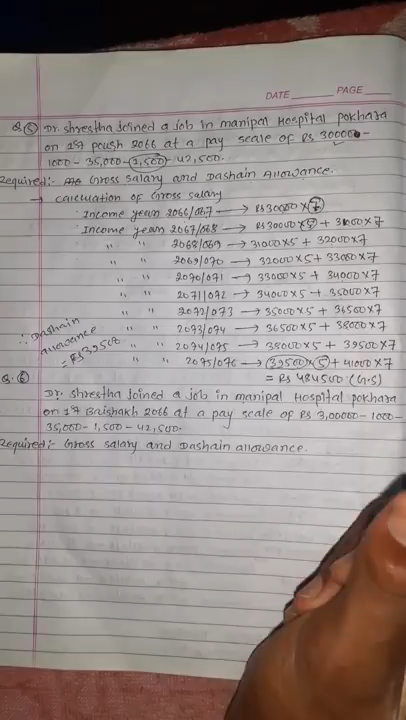 DATE ______ PAGE ______
Q.⑤ Dr. Shrestha joined a job in manipal Hospital pokhara
on 1st poush 2066 at a pay scale of Rs 30000-
1000 - 35,000 - 1,500 - 42,500.
Required:- Gross Salary and Dashain Allowance.
→ calculation of Gross salary
Income year 2066/067 → Rs 30000 × 7
Income year 2067/068 → Rs 30000 × 5 + 31000 × 7
" " 2068/069 → 31000 × 5 + 32000 × 7
" " 2069/070 → 32000 × 5 + 33000 × 7
" " 2070/071 → 33000 × 5 + 34000 × 7
" " 2071/072 → 34000 × 5 + 35000 × 7
" " 2072/073 → 35000 × 5 + 36500 × 7
" " 2073/074 → 36500 × 5 + 38000 × 7
" " 2074/075 → 38000 × 5 + 39500 × 7
" " 2075/076 → 39500 × 5 + 41000 × 7
= Rs 484500 (G.S)
∴ Dashain
allowance
= Rs 39500
Q.⑥
Dr. Shrestha joined a job in manipal Hospital pokhara
on 1st Baishakh 2066 at a pay scale of Rs 3,0000 - 1000 -
35,000 - 1,500 - 42,500.
Required:- Gross salary and Dashain allowance.